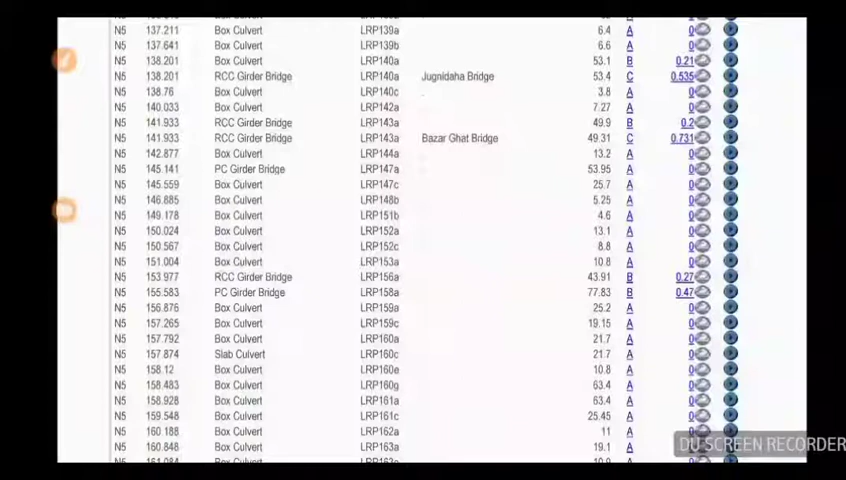 N5 137.211 Box Culvert LRP139a 6.4 A 0
N5 137.641 Box Culvert LRP139b 6.6 A 0
N5 138.201 Box Culvert LRP140a 53.1 B 0.21
N5 138.201 RCC Girder Bridge LRP140a Jugnidaha Bridge 53.4 C 0.535
N5 138.76 Box Culvert LRP140c . 3.8 A 0
N5 140.033 Box Culvert LRP142a 7.27 A 0
N5 141.933 RCC Girder Bridge LRP143a 49.9 B 0.2
N5 141.933 RCC Girder Bridge LRP143a Bazar Ghat Bridge 49.31 C 0.731
N5 142.877 Box Culvert LRP144a 13.2 A 0
N5 145.141 PC Girder Bridge LRP147a 53.95 A 0
N5 145.559 Box Culvert LRP147c 25.7 A 0
N5 146.885 Box Culvert LRP148b 5.25 A 0
N5 149.178 Box Culvert LRP151b 4.6 A 0
N5 150.024 Box Culvert LRP152a 13.1 A 0
N5 150.567 Box Culvert LRP152c 8.8 A 0
N5 151.004 Box Culvert LRP153a 10.8 A 0
N5 153.977 RCC Girder Bridge LRP156a 43.91 B 0.27
N5 155.583 PC Girder Bridge LRP158a 77.83 B 0.47
N5 156.876 Box Culvert LRP159a 25.2 A 0
N5 157.265 Box Culvert LRP159c 19.15 A 0
N5 157.792 Box Culvert LRP160a 21.7 A 0
N5 157.874 Slab Culvert LRP160c 21.7 A 0
N5 158.12 Box Culvert LRP160e 10.8 A 0
N5 158.483 Box Culvert LRP160g 63.4 A 0
N5 158.928 Box Culvert LRP161a 63.4 A 0
N5 159.548 Box Culvert LRP161c 25.45 A 0
N5 160.188 Box Culvert LRP162a 11 A 0
N5 160.848 Box Culvert LRP163a 19.1 A
DU SCREEN RECORDER
N5 Box Culvert